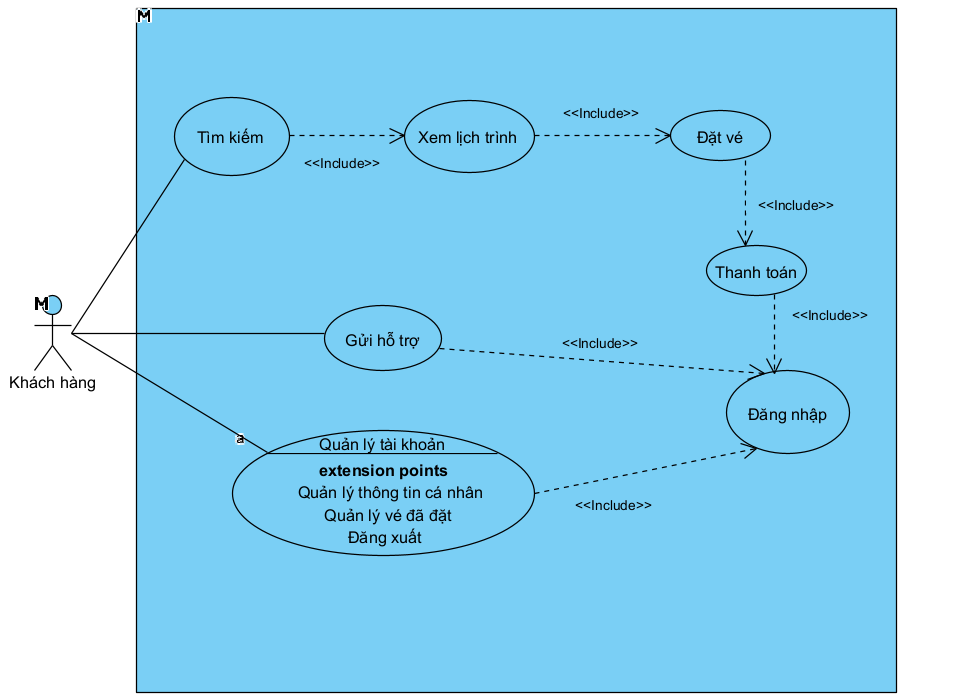 M
Tìm kiếm
<<Include>>
Xem lịch trình
<<Include>>
Đặt vé
<<Include>>
Thanh toán
<<Include>>
M
Khách hàng
Gửi hỗ trợ
<<Include>>
Đăng nhập
a
Quản lý tài khoản
extension points
Quản lý thông tin cá nhân
Quản lý vé đã đặt
Đăng xuất
<<Include>>